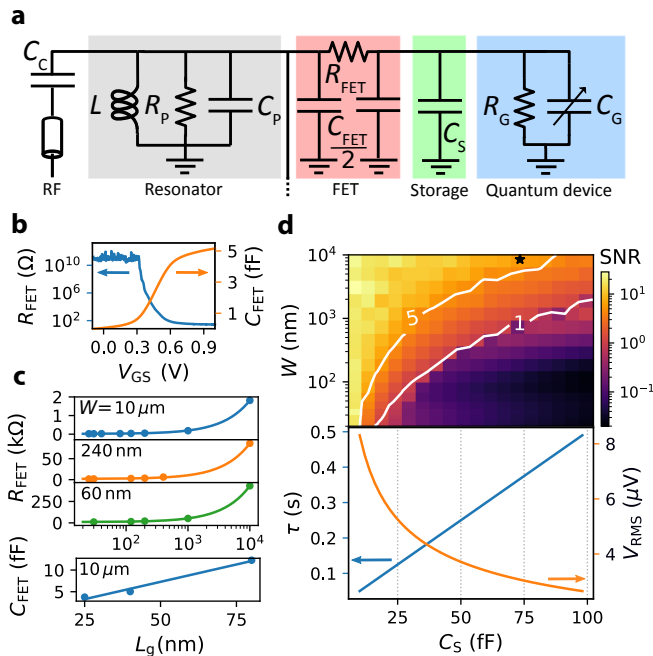 a
C_C
L
R_P
C_P
R_FET
C_FET
2
C_S
R_G
C_G
RF
Resonator
FET
Storage
Quantum device
b
R_FET (Ω)
10^10
10^6
10^2
5
3
1
C_FET (fF)
-0.0 0.3 0.6 0.9
V_GS (V)
c
W = 10 μm
240 nm
60 nm
R_FET (kΩ)
2
1
0
50
0
250
0
10^2 10^3 10^4
C_FET (fF)
10
5
10 μm
25 50 75
L_g(nm)
d
SNR
W (nm)
10^4
10^3
10^2
5
1
10^1
10^0
10^-1
τ (s)
0.5
0.4
0.3
0.2
0.1
8
6
4
V_RMS (μV)
25 50 75 100
C_S (fF)